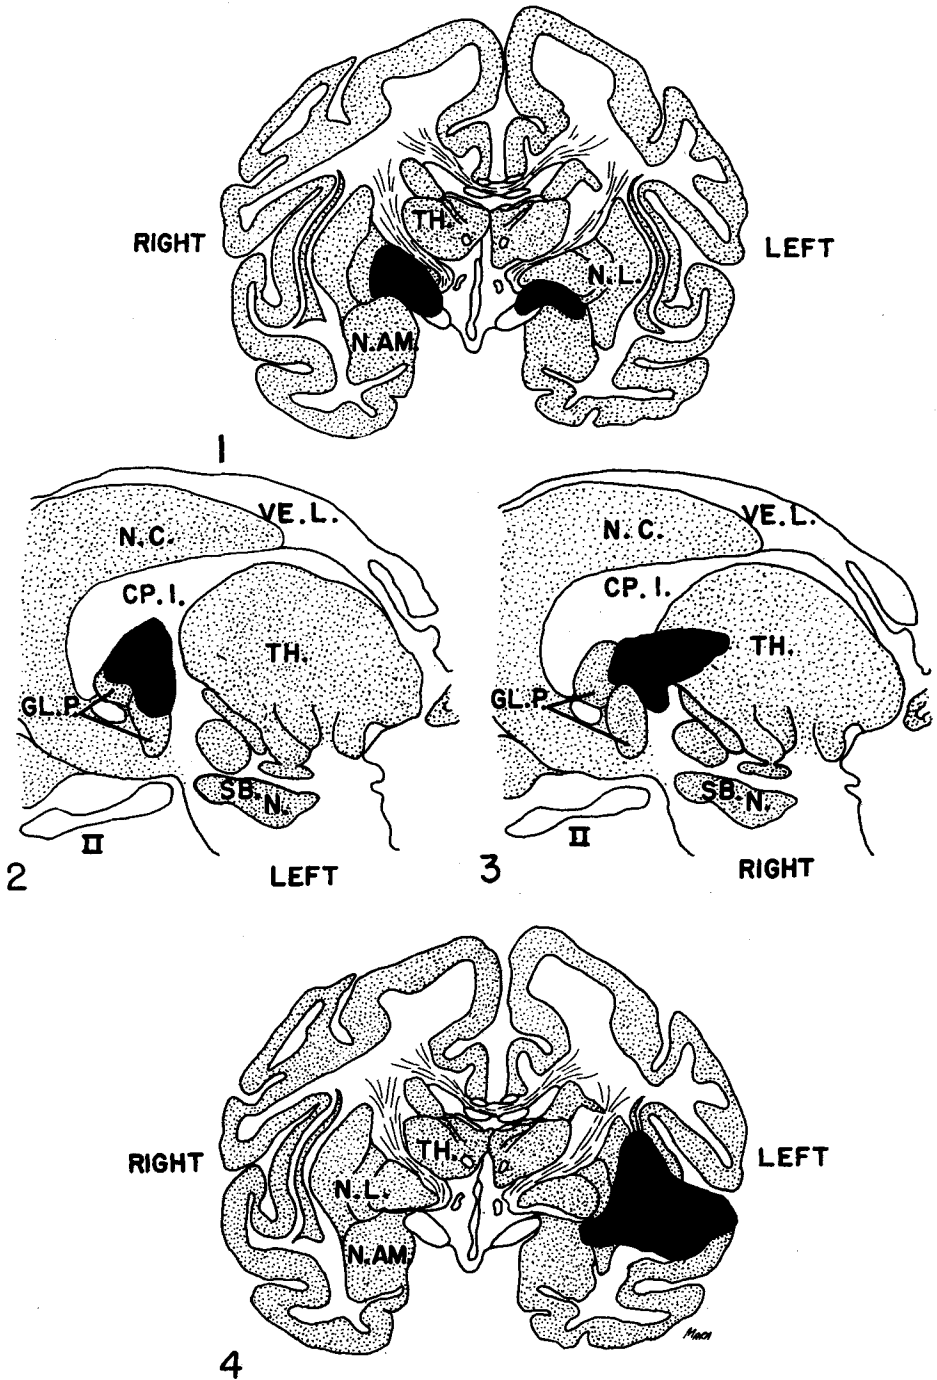 TH.
RIGHT
LEFT
N.L.
N.AM.
1
VE.L.
N.C.
CP.I.
TH.
GL.P.
SB.N.
II
2
LEFT
VE.L.
N.C.
CP.I.
TH.
GL.P.
SB.N.
II
3
RIGHT
TH.
RIGHT
LEFT
N.L.
N.AM.
4